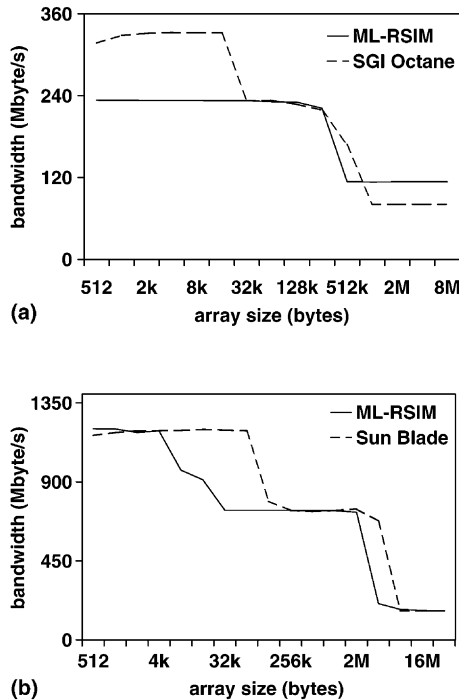 360
240
120
0
bandwidth (Mbyte/s)
ML-RSIM
SGI Octane
512 2k 8k 32k 128k 512k 2M 8M
array size (bytes)
(a)
1350
900
450
0
bandwidth (Mbyte/s)
ML-RSIM
Sun Blade
512 4k 32k 256k 2M 16M
array size (bytes)
(b)